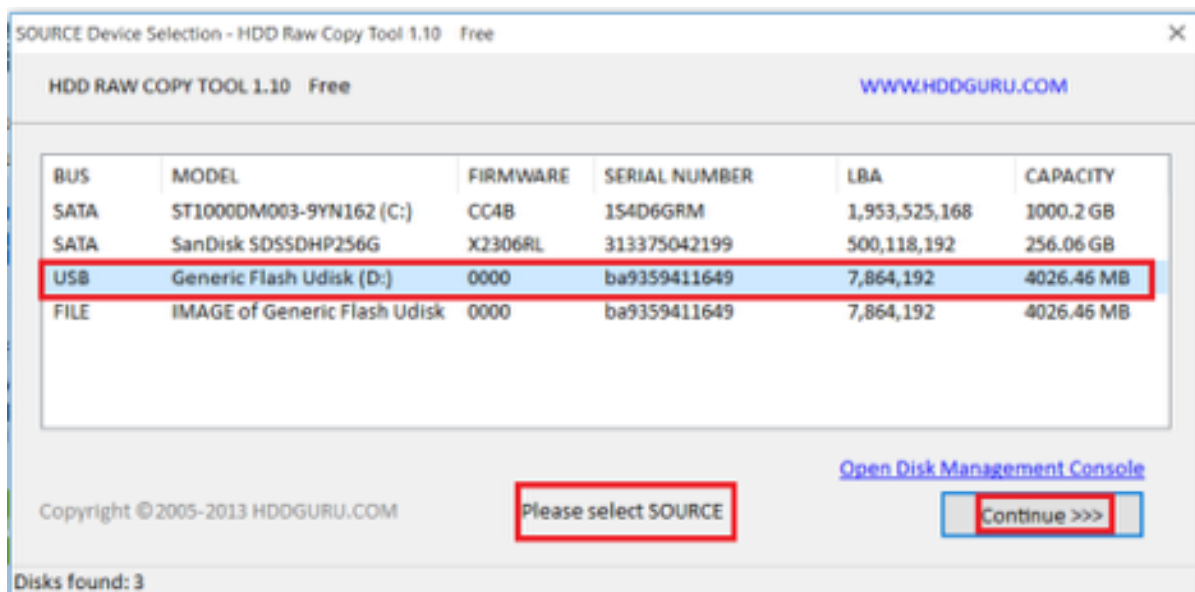 SOURCE Device Selection - HDD Raw Copy Tool 1.10 Free
HDD RAW COPY TOOL 1.10 Free WWW.HDDGURU.COM
BUS MODEL FIRMWARE SERIAL NUMBER LBA CAPACITY
SATA ST1000DM003-9YN162 (C:) CC4B 1S4D6GRM 1,953,525,168 1000.2 GB
SATA SanDisk SDSSDHP256G X2306RL 313375042199 500,118,192 256.06 GB
USB Generic Flash Udisk (D:) 0000 ba9359411649 7,864,192 4026.46 MB
FILE IMAGE of Generic Flash Udisk 0000 ba9359411649 7,864,192 4026.46 MB
Open Disk Management Console
Copyright ©2005-2013 HDDGURU.COM Please select SOURCE Continue >>>
Disks found: 3